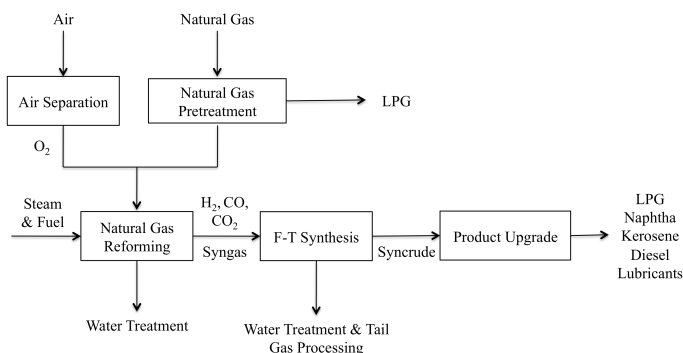 Air
Natural Gas
Air Separation
Natural Gas
Pretreatment
LPG
O₂
Steam
& Fuel
Natural Gas
Reforming
H₂, CO,
CO₂
Syngas
F-T Synthesis
Syncrude
Product Upgrade
LPG
Naphtha
Kerosene
Diesel
Lubricants
Water Treatment
Water Treatment & Tail
Gas Processing